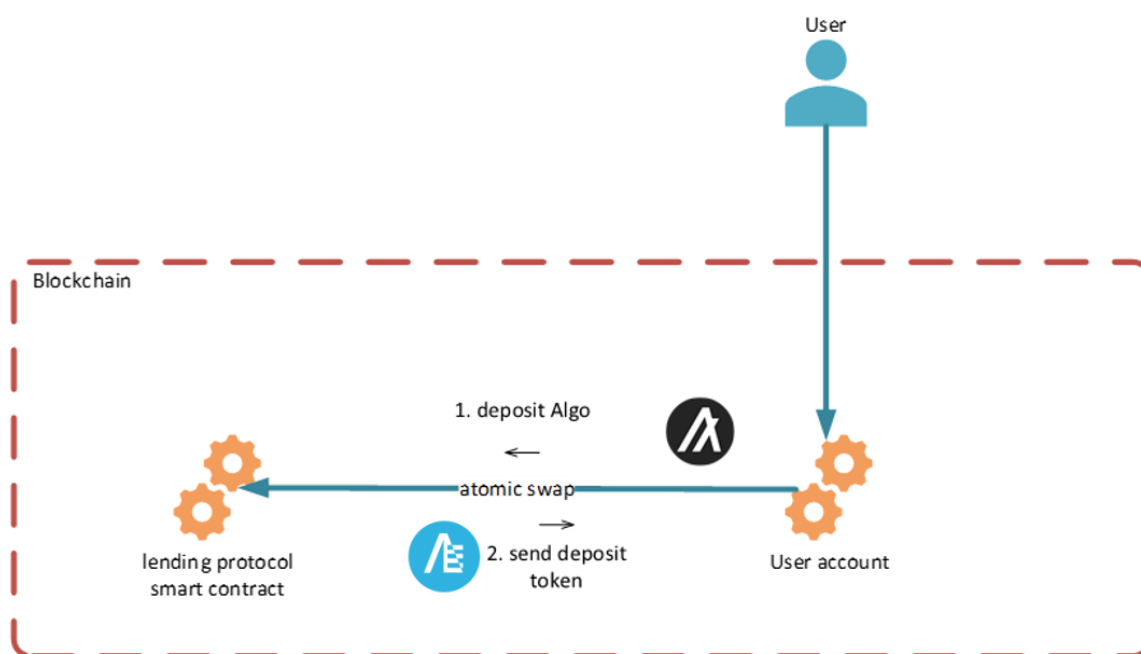 User
Blockchain
1. deposit Algo
atomic swap
2. send deposit
token
lending protocol
smart contract
User account